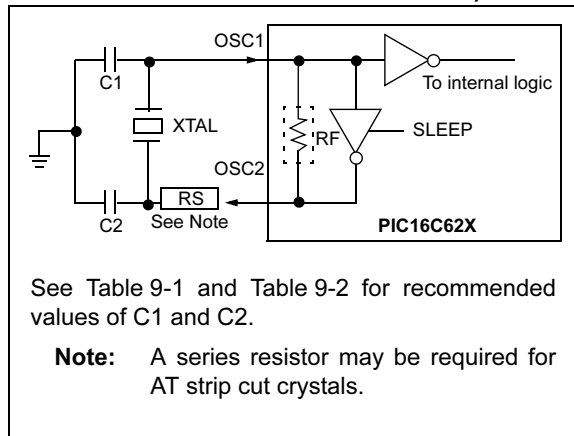 OSC1
C1
To internal logic
XTAL
RF
SLEEP
OSC2
RS
C2
See Note
PIC16C62X
See Table 9-1 and Table 9-2 for recommended
values of C1 and C2.
Note: A series resistor may be required for
AT strip cut crystals.